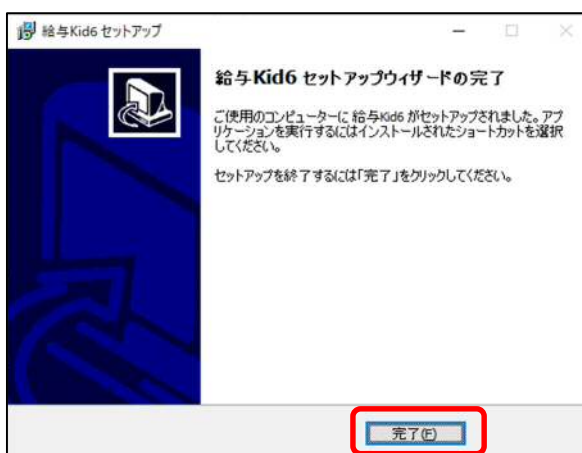 給与Kid6 セットアップ
給与Kid6 セットアップウィザードの完了
ご使用のコンピューターに 給与Kid6 がセットアップされました。アプ
リケーションを実行するにはインストールされたショートカットを選択
してください。
セットアップを終了するには「完了」をクリックしてください。
完了(F)